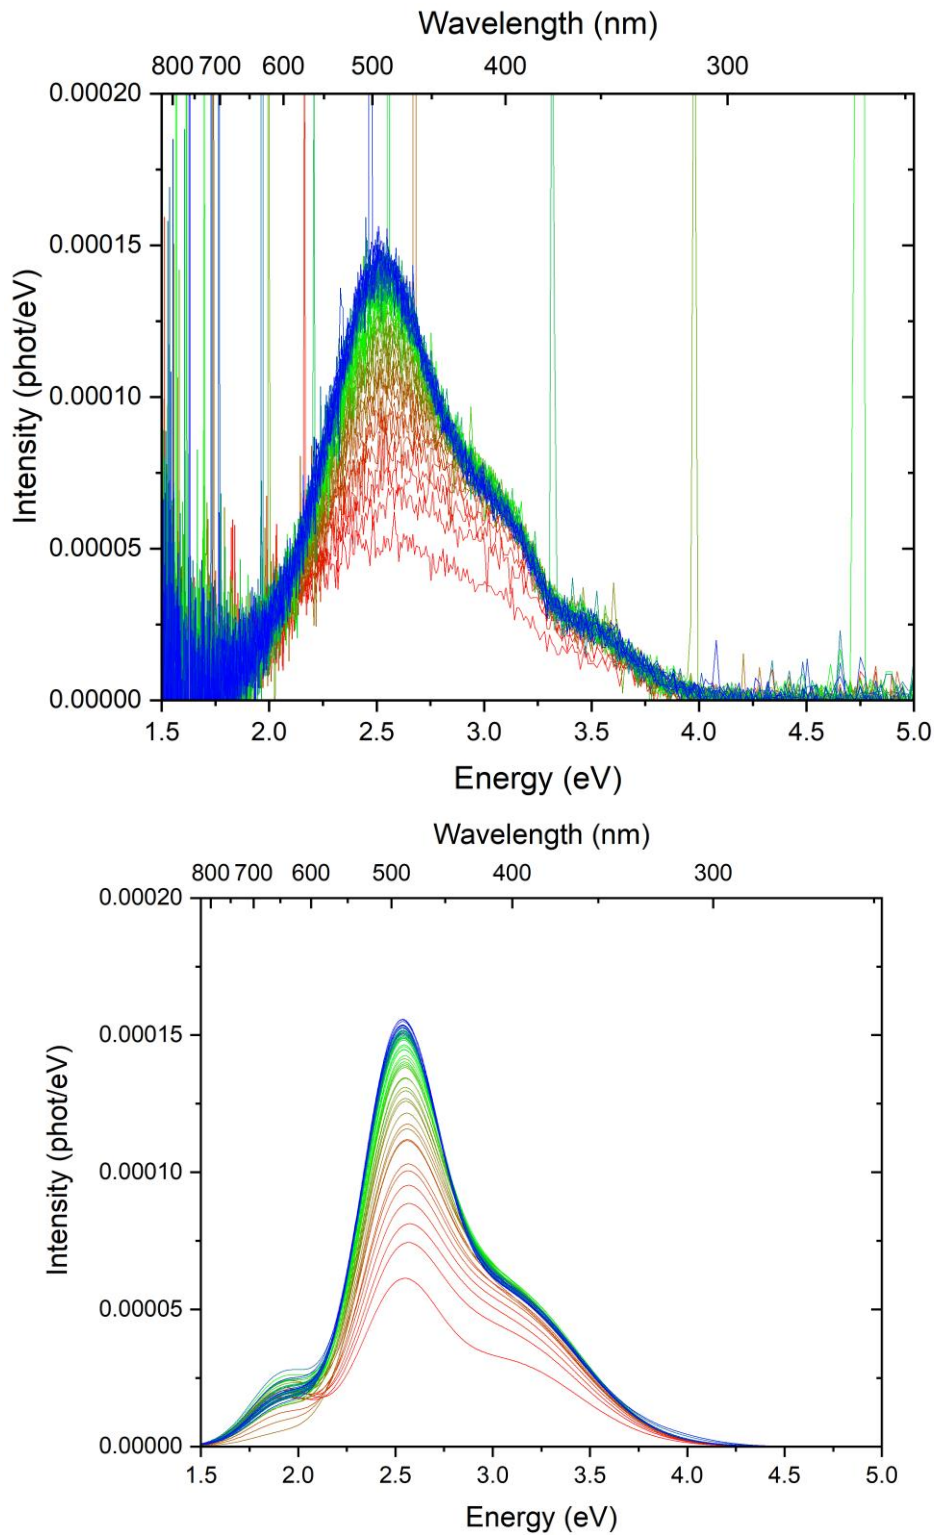 Wavelength (nm)
800 700 600 500 400 300
0.00020
0.00015
0.00010
0.00005
0.00000
Intensity (phot/eV)
1.5 2.0 2.5 3.0 3.5 4.0 4.5 5.0
Energy (eV)
Wavelength (nm)
800 700 600 500 400 300
0.00020
0.00015
0.00010
0.00005
0.00000
Intensity (phot/eV)
1.5 2.0 2.5 3.0 3.5 4.0 4.5 5.0
Energy (eV)